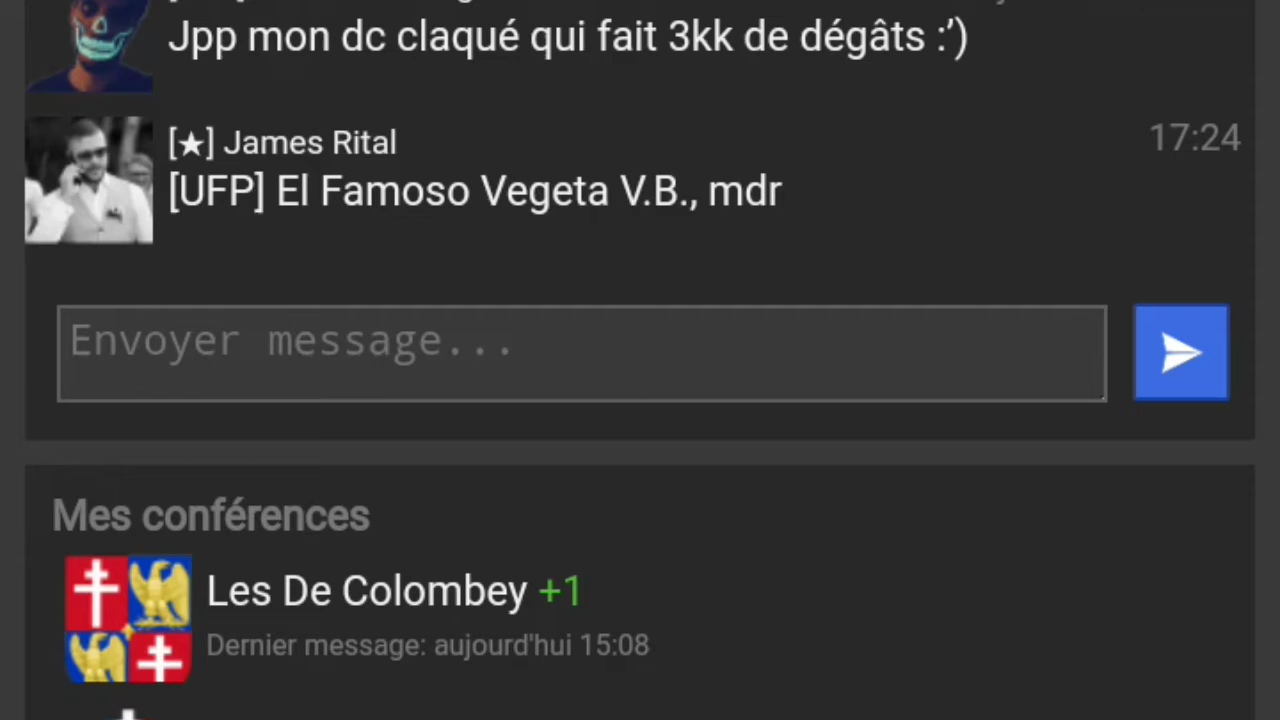 Jpp mon dc claqué qui fait 3kk de dégâts :’)
[★] James Rital
17:24
[UFP] El Famoso Vegeta V.B., mdr
Envoyer message...
Mes conférences
Les De Colombey +1
Dernier message: aujourd'hui 15:08